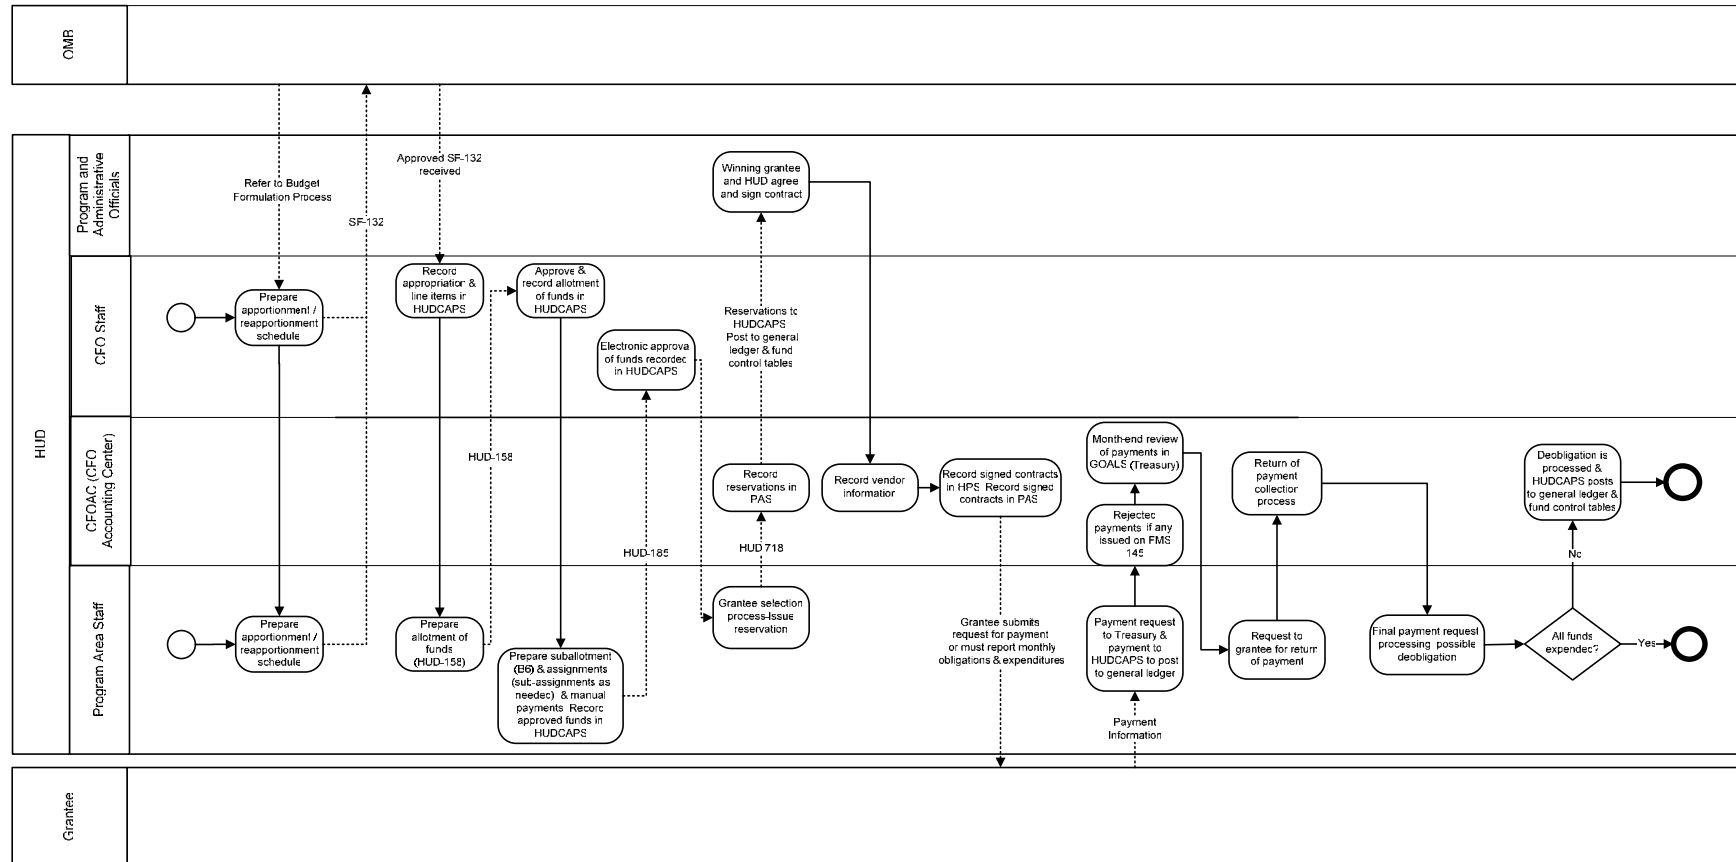 OMB
HUD
Program and
Administrative
Officials
CFO Staff
CFOAC (CFO
Accounting Center)
Program Area Staff
Grantee
Refer to Budget
Formulation Process
SF-132
Approved SF-132
received
Winning grantee
and HUD agree
and sign contract
Prepare
apportionment /
reapportionment
schedule
Record
appropriation &
line items in
HUDCAPS
Approve &
record allotment
of funds in
HUDCAPS
Electronic approva
of funds recorded
in HUDCAPS
Reservations to
HUDCAPS
Post to general
ledger & fund
control tables
HUD-158
HUD-185
Record
reservations in
PAS
HUD 718
Record vendor
information
Record signed contracts
in HPS Record signed
contracts in PAS
Month-end review
of payments in
GOALS (Treasury)
Rejected
payments if any
issued on FMS
145
Return of
payment
collection
process
Deobligation is
processed &
HUDCAPS posts
to general ledger &
fund control tables
No
Prepare
apportionment /
reapportionment
schedule
Prepare
allotment of
funds
(HUD-158)
Prepare suballotment
(B6) & assignments
(sub-assignments as
needed) & manual
payments Record
approved funds in
HUDCAPS
Grantee selection
process-Issue
reservation
Grantee submits
request for payment
or must report monthly
obligations & expenditures
Payment request
to Treasury &
payment to
HUDCAPS to post
to general ledger
Payment
Information
Request to
grantee for return
of payment
Final payment request
processing possible
deobligation
All funds
expended?
Yes